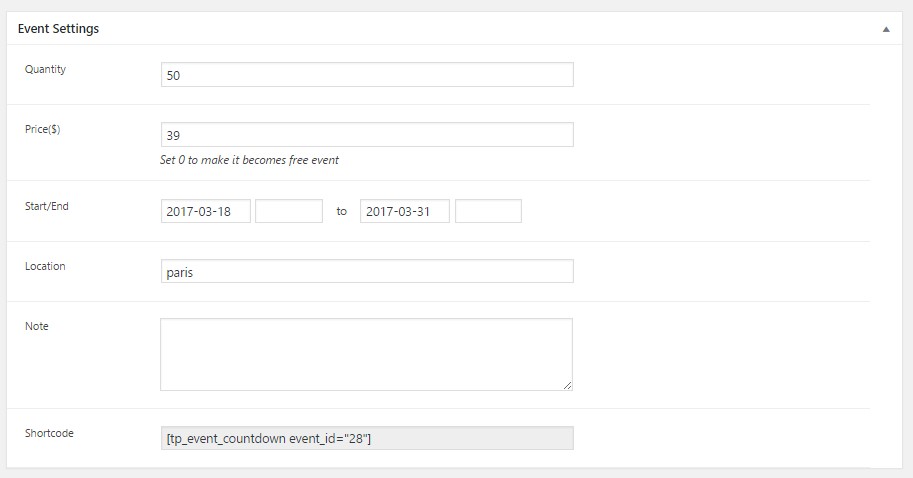 Event Settings
Quantity
50
Price($)
39
Set 0 to make it becomes free event
Start/End
2017-03-18 to 2017-03-31
Location
paris
Note
Shortcode
[tp_event_countdown event_id="28"]